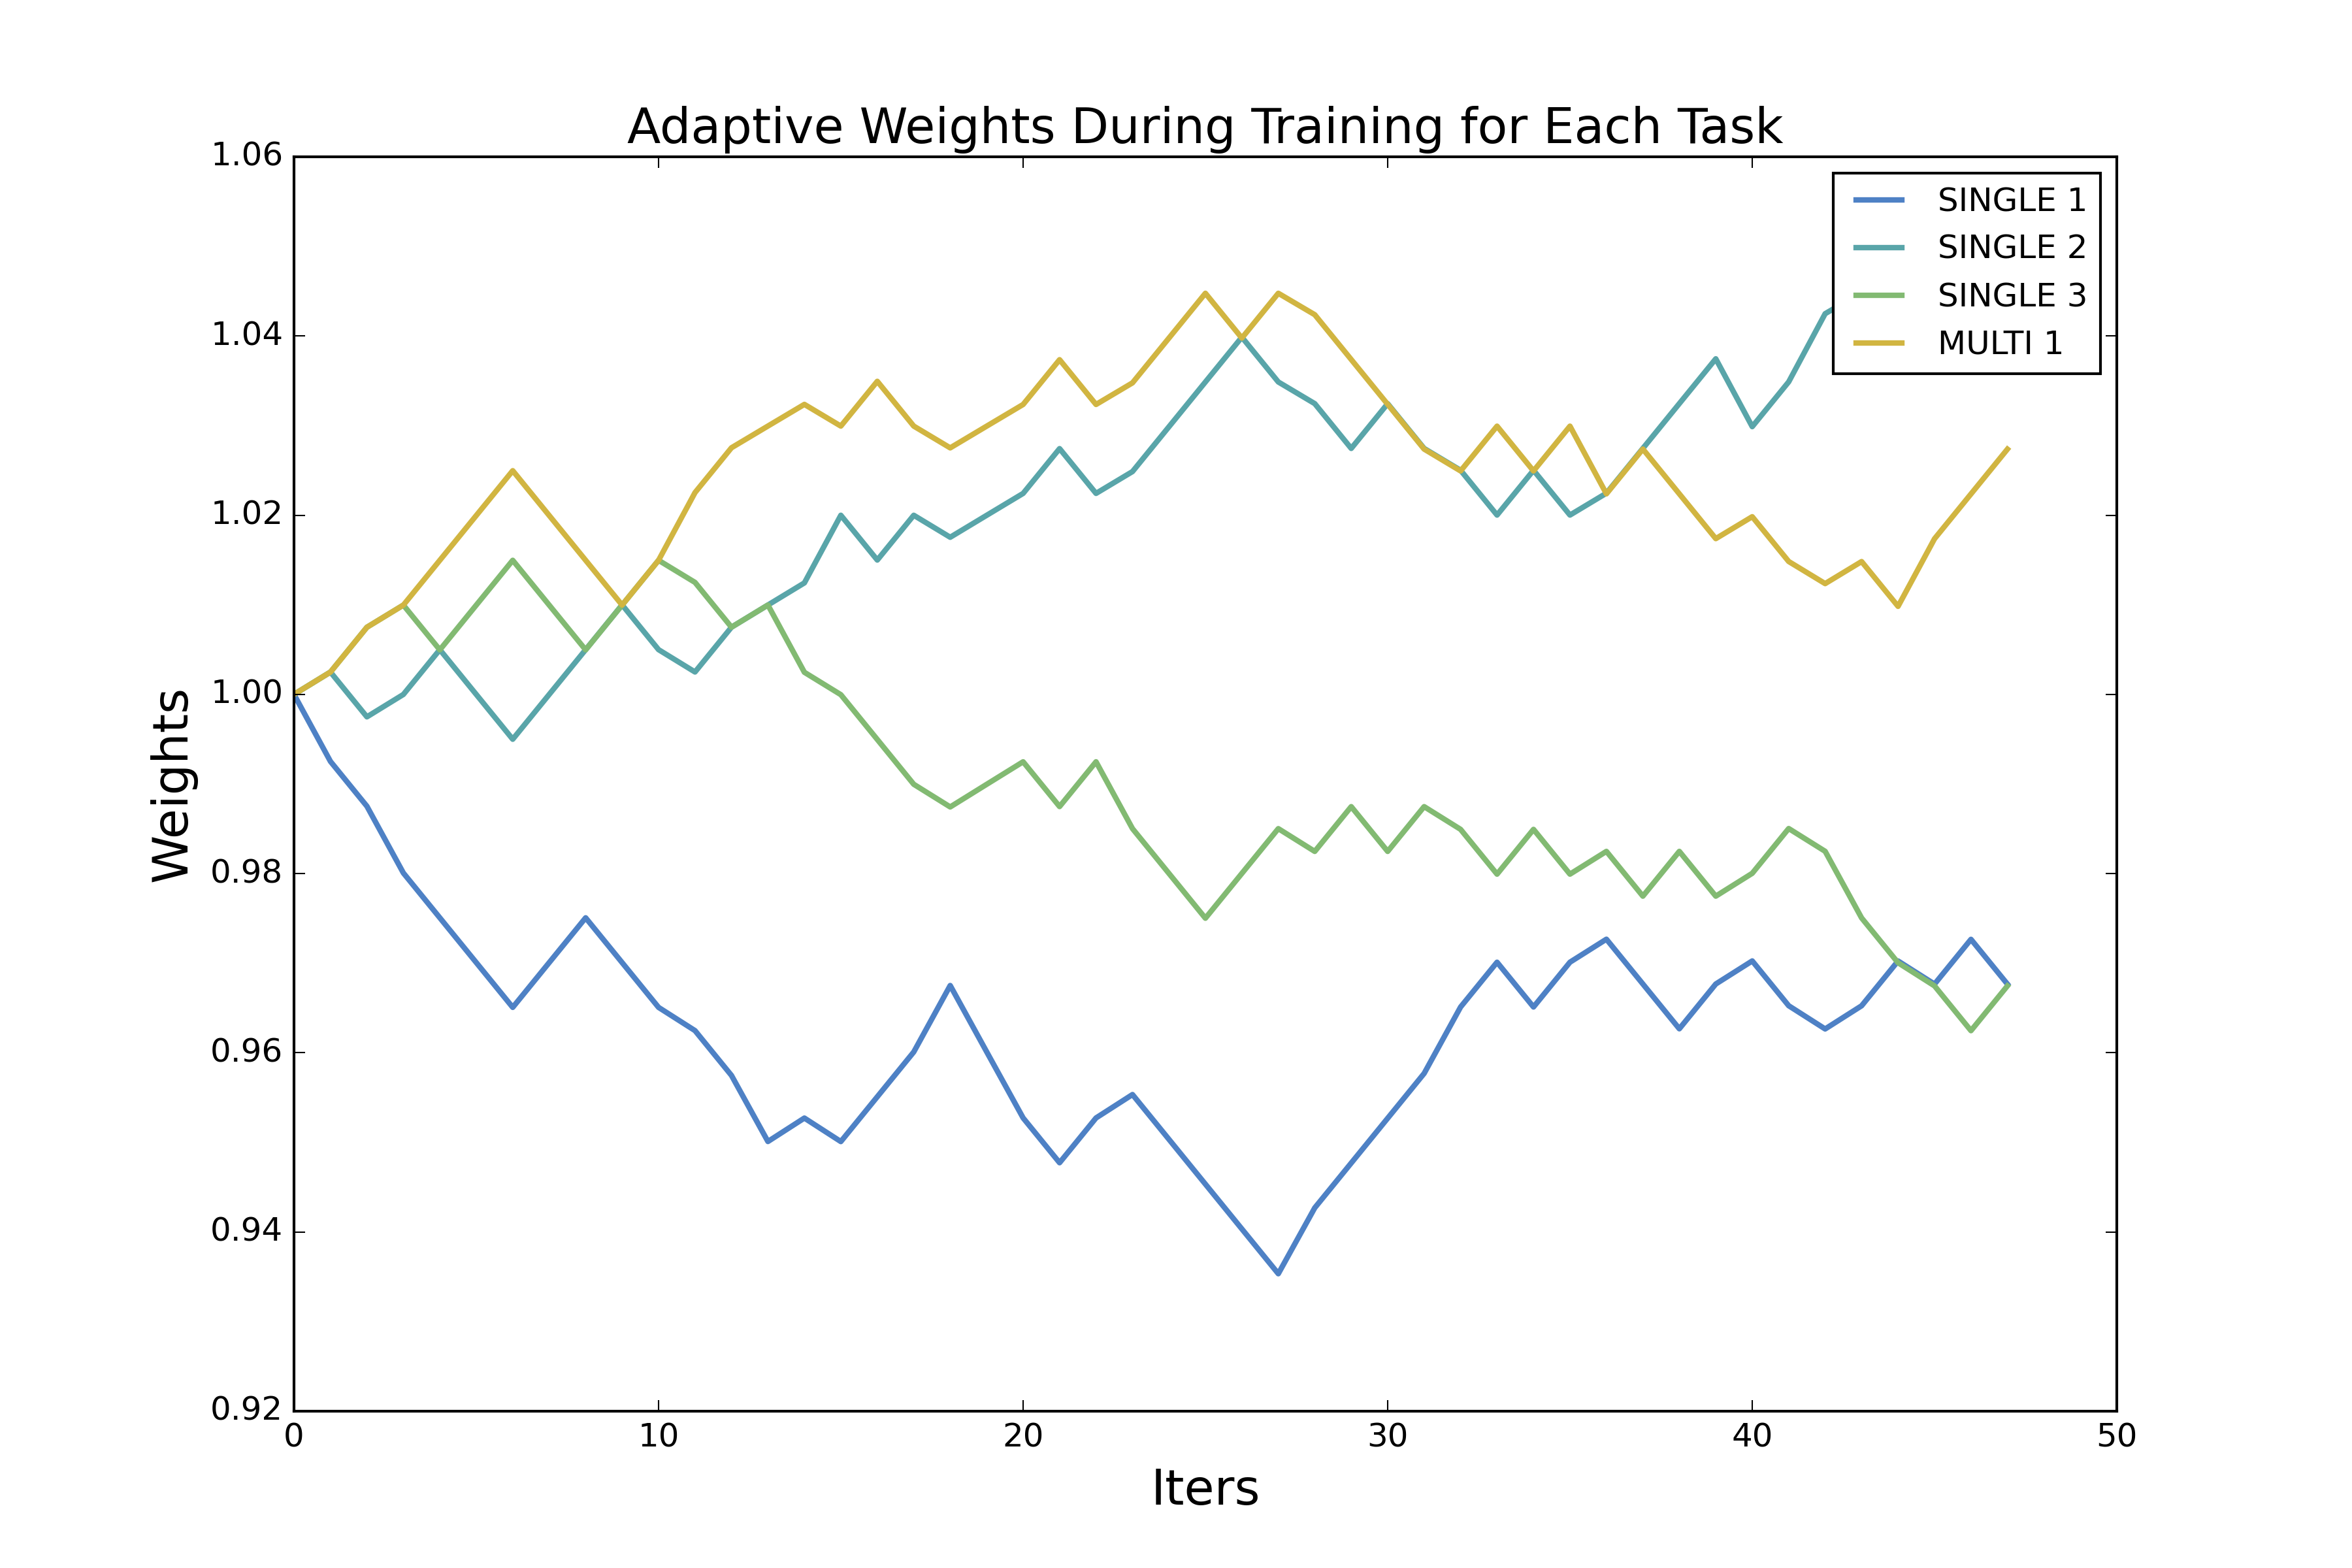 Adaptive Weights During Training for Each Task
1.06
1.04
1.02
1.00
0.98
0.96
0.94
0.92
Weights
SINGLE 1
SINGLE 2
SINGLE 3
MULTI 1
0 10 20 30 40 50
Iters